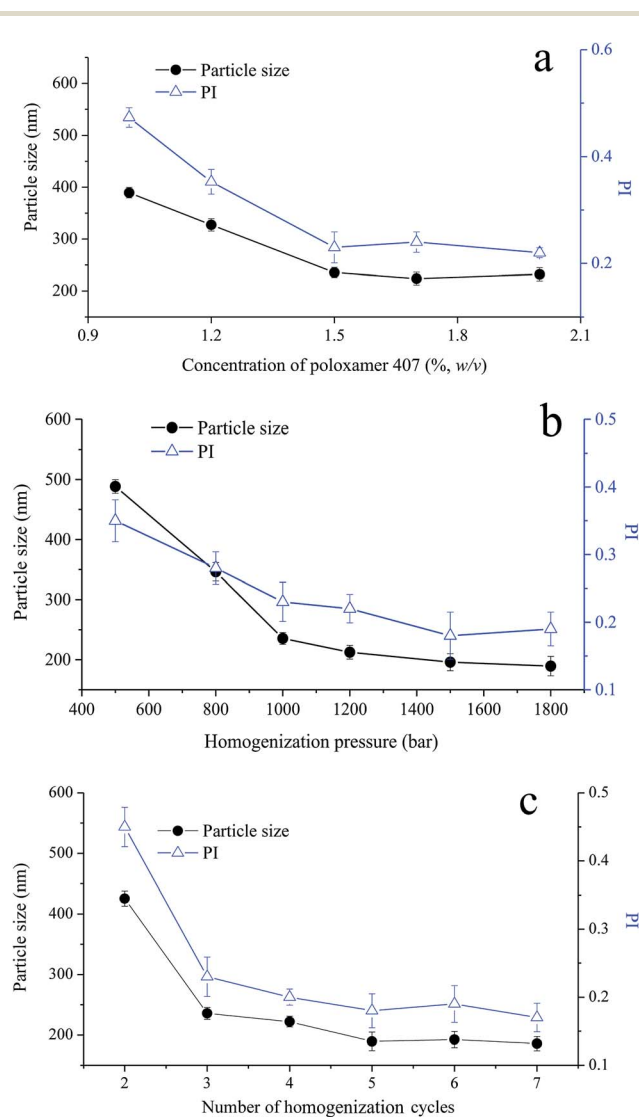 a
Particle size
PI
600
500
400
300
200
Particle size (nm)
0.6
0.4
0.2
PI
0.9 1.2 1.5 1.8 2.1
Concentration of poloxamer 407 (%, w/v)
b
Particle size
PI
600
500
400
300
200
Particle size (nm)
0.5
0.4
0.3
0.2
0.1
PI
400 600 800 1000 1200 1400 1600 1800
Homogenization pressure (bar)
c
Particle size
PI
600
500
400
300
200
Particle size (nm)
0.5
0.4
0.3
0.2
0.1
PI
2 3 4 5 6 7
Number of homogenization cycles